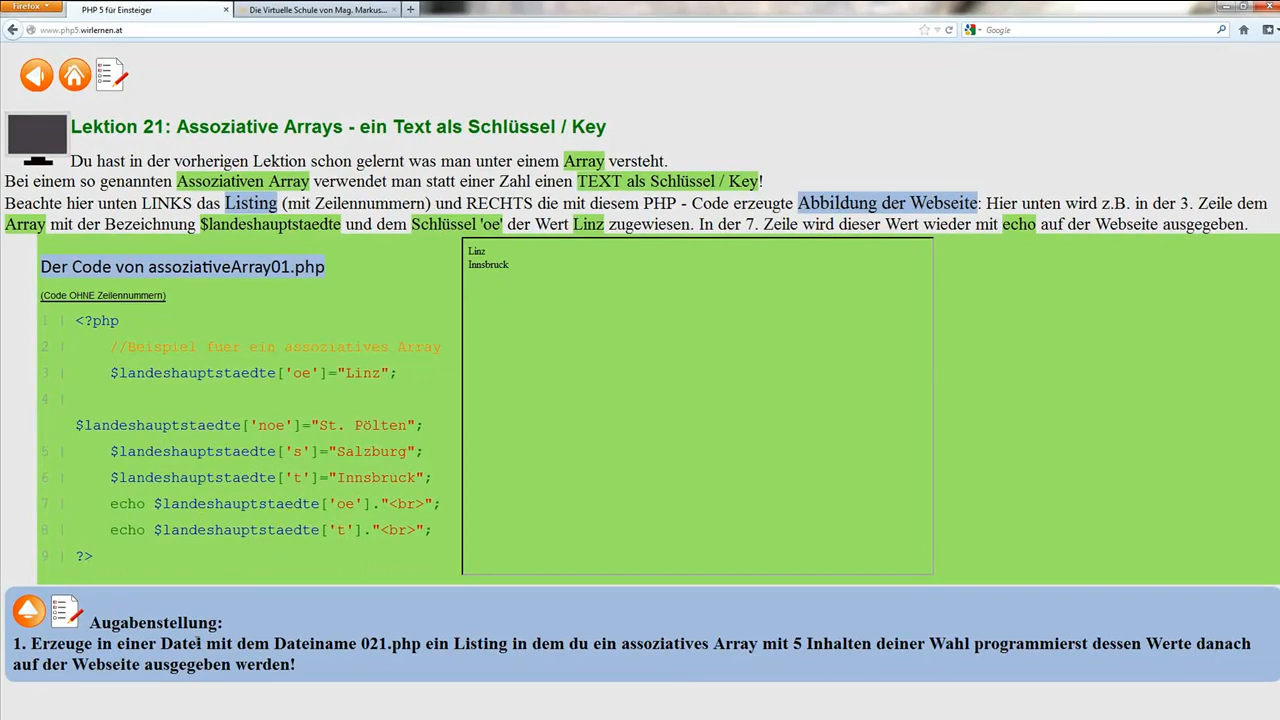 Firefox
PHP 5 für Einsteiger
Die Virtuelle Schule von Mag. Markus...
www.php5.wirlernen.at
Google
Lektion 21: Assoziative Arrays - ein Text als Schlüssel / Key
Du hast in der vorherigen Lektion schon gelernt was man unter einem Array versteht.
Bei einem so genannten Assoziativen Array verwendet man statt einer Zahl einen TEXT als Schlüssel / Key!
Beachte hier unten LINKS das Listing (mit Zeilennummern) und RECHTS die mit diesem PHP - Code erzeugte Abbildung der Webseite: Hier unten wird z.B. in der 3. Zeile dem
Array mit der Bezeichnung $landeshauptstaedte und dem Schlüssel 'oe' der Wert Linz zugewiesen. In der 7. Zeile wird dieser Wert wieder mit echo auf der Webseite ausgegeben.
Der Code von assoziativeArray01.php
(Code OHNE Zeilennummern)
1 | <?php
2 | //Beispiel fuer ein assoziatives Array
3 | $landeshauptstaedte['oe']="Linz";
4 |
$landeshauptstaedte['noe']="St. Pölten";
5 | $landeshauptstaedte['s']="Salzburg";
6 | $landeshauptstaedte['t']="Innsbruck";
7 | echo $landeshauptstaedte['oe']."<br>";
8 | echo $landeshauptstaedte['t']."<br>";
9 | ?>
Linz
Innsbruck
Augabenstellung:
1. Erzeuge in einer Datei mit dem Dateiname 021.php ein Listing in dem du ein assoziatives Array mit 5 Inhalten deiner Wahl programmierst dessen Werte danach
auf der Webseite ausgegeben werden!